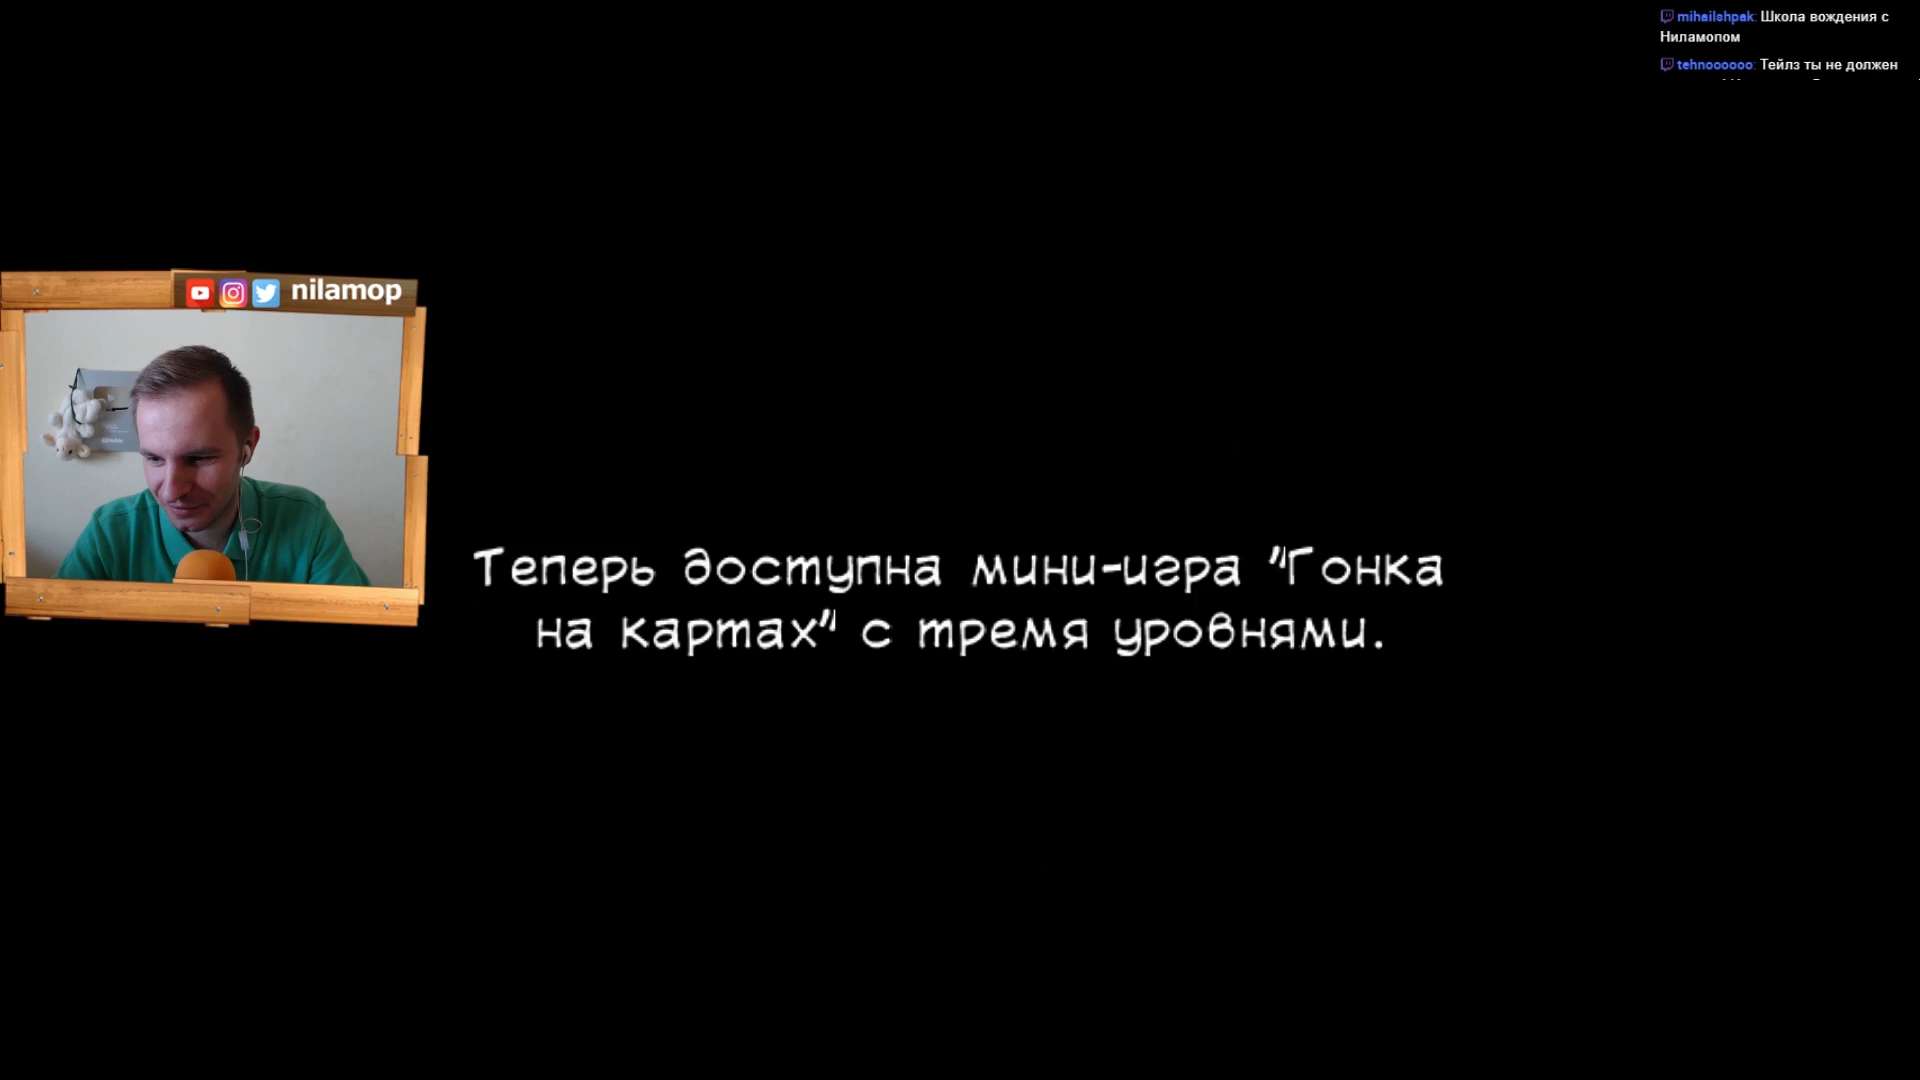 mihailshpak: Школа вождения с
Ниламопом
tehnoooooo: Тейлз ты не должен
nilamop
Теперь доступна мини-игра "Гонка
на картах" с тремя уровнями.